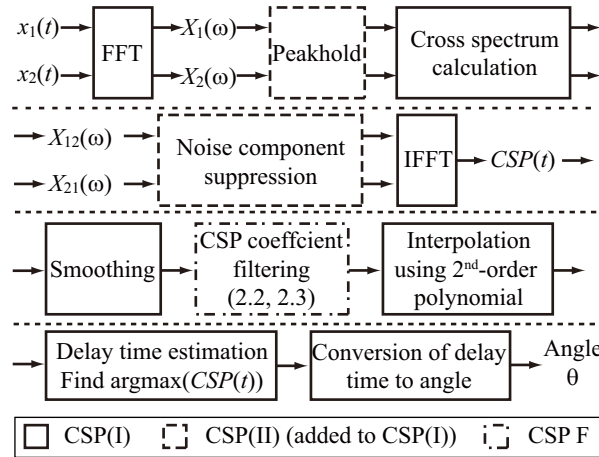 x₁(t) FFT X₁(ω) Peakhold Cross spectrum calculation
x₂(t) X₂(ω)
X₁₂(ω) Noise component suppression IFFT CSP(t)
X₂₁(ω)
Smoothing CSP coeffcient filtering (2.2, 2.3) Interpolation using 2ⁿᵈ-order polynomial
Delay time estimation Find argmax(CSP(t)) Conversion of delay time to angle Angle θ
CSP(I) CSP(II) (added to CSP(I)) CSP F